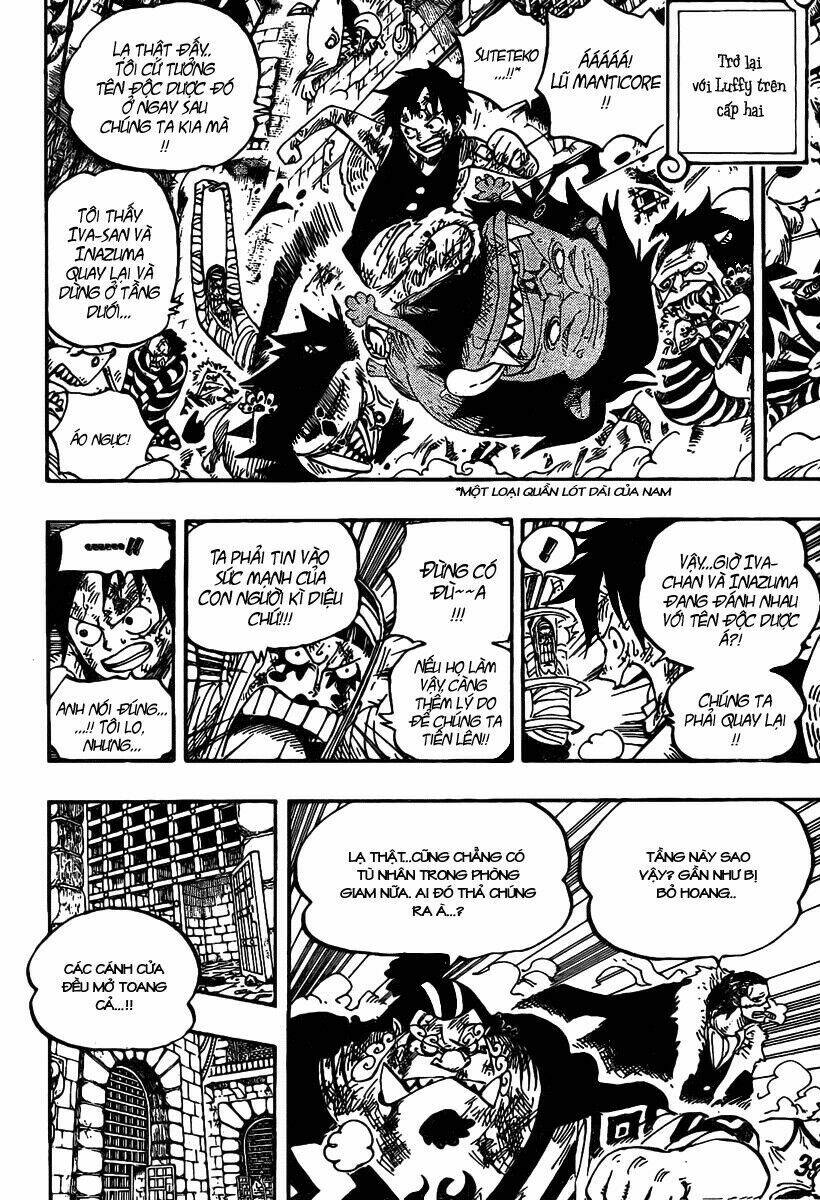 Trở lại
với Luffy trên
cấp hai
ÁÁÁÁÁ!
LŨ MANTICORE
!!
SUTETEKO
...!!*
LẠ THẬT ĐẤY,
TÔI CỨ TƯỞNG
TÊN ĐỘC DƯỢC ĐÓ
Ở NGAY SAU
CHÚNG TA KIA MÀ
!!
TÔI THẤY
IVA-SAN VÀ
INAZUMA
QUAY LẠI VÀ
DỪNG Ở TẦNG
DƯỚI...
ÁO NGỰC!
*MỘT LOẠI QUẦN LÓT DÀI CỦA NAM
VẬY...GIỜ IVA-
CHAN VÀ INAZUMA
ĐANG ĐÁNH NHAU
VỚI TÊN ĐỘC DƯỢC
Á?!
CHÚNG TA
PHẢI QUAY LẠI
!!
!
ĐỪNG CÓ
ĐÙ~~A
!!!
NẾU HỌ LÀM
VẬY, CÀNG
THÊM LÝ DO
ĐỂ CHÚNG TA
TIẾN LÊN!!
TA PHẢI TIN VÀO
SỨC MẠNH CỦA
CON NGƯỜI KÌ DIỆU
CHỨ!!!
.......!!
ANH NÓI ĐÚNG...
...!! TÔI LO,
NHƯNG...
TẦNG NÀY SAO
VẬY? GẦN NHƯ BỊ
BỎ HOANG..
LẠ THẬT..CŨNG CHẲNG CÓ
TÙ NHÂN TRONG PHÒNG
GIAM NỮA. AI ĐÓ THẢ CHÚNG
RA À...?
CÁC CÁNH CỬA
ĐỀU MỞ TOANG
CẢ...!!